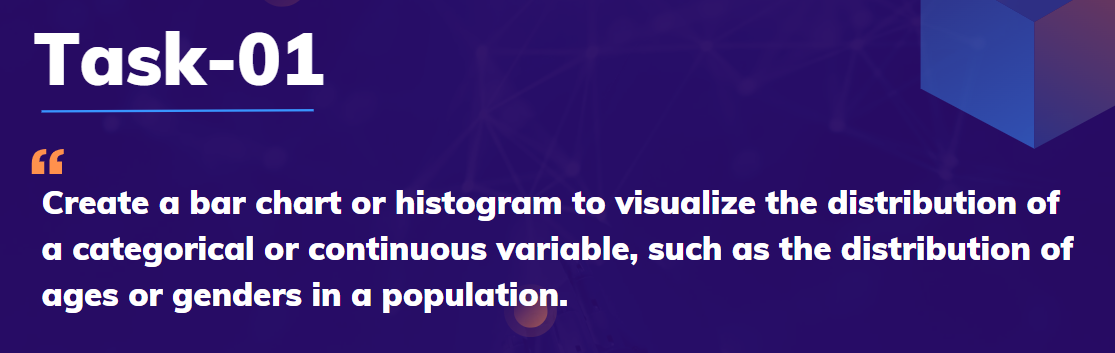 Task-01
“
Create a bar chart or histogram to visualize the distribution of
a categorical or continuous variable, such as the distribution of
ages or genders in a population.